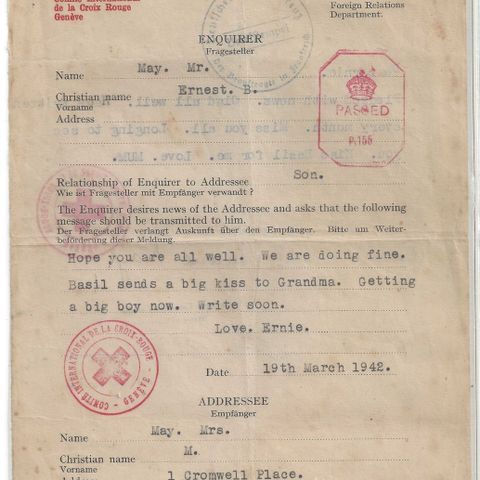 Comité International
de la Croix Rouge
Genève
Foreign Relations
Department.
ENQUIRER
Fragesteller
Name May. Mr.
Christian name Ernest. B.
Vorname
Address
PASSED
P.155
Relationship of Enquirer to Addressee Son.
Wie ist Fragesteller mit Empfänger verwandt ?
The Enquirer desires news of the Addressee and asks that the following
message should be transmitted to him.
Der Fragesteller verlangt Auskunft über den Empfänger. Bitte um Weiter-
beförderung dieser Meldung.
Hope you are all well. We are doing fine.
Basil sends a big kiss to Grandma. Getting
a big boy now. Write soon.
Love. Ernie.
COMITÉ INTERNATIONAL DE LA CROIX-ROUGE - GENÈVE -
Date 19th March 1942.
ADDRESSEE
Empfänger
Name May. Mrs.
Christian name M.
Vorname
1 Cromwell Place.